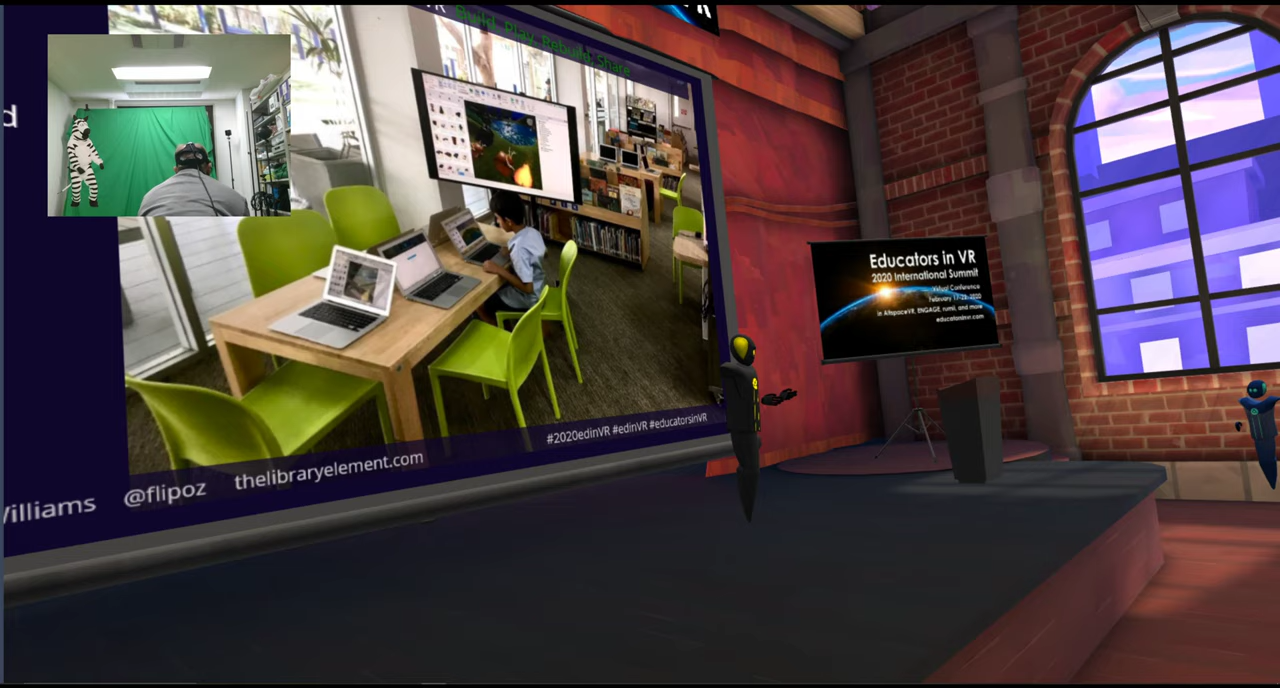 d
VR
Build, Play, Rebuild, Share
Educators in VR
2020 International Summit
Virtual Conference
February 17-22, 2020
in AltspaceVR, ENGAGE, rumii, and more
educatorsinvr.com
#2020edinVR #edinVR #educatorsinVR
Williams @flipoz thelibraryelement.com